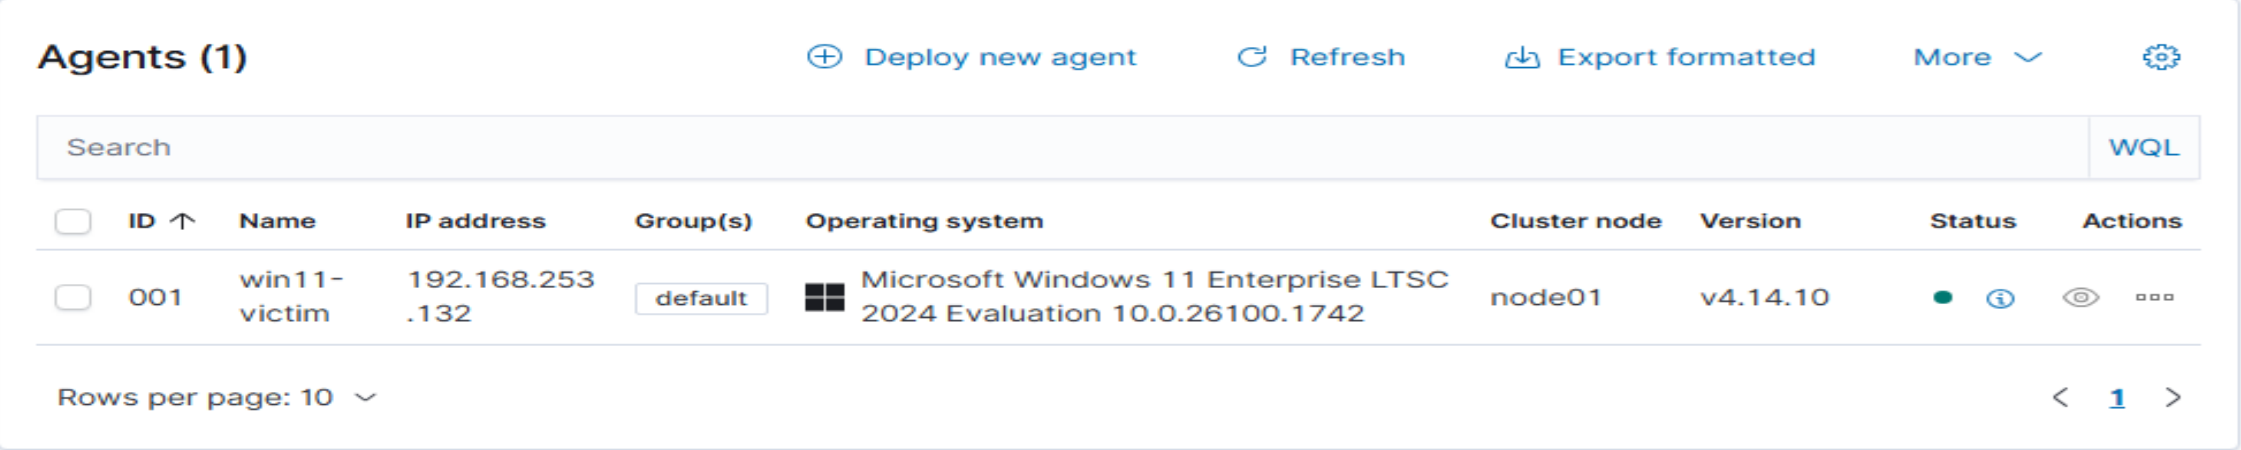 Agents (1)
Deploy new agent
Refresh
Export formatted
More
Search
WQL
ID Name IP address Group(s) Operating system Cluster node Version Status Actions
001
win11-
victim
192.168.253
.132
default
Microsoft Windows 11 Enterprise LTSC
2024 Evaluation 10.0.26100.1742
node01
v4.14.10
Rows per page: 10
1